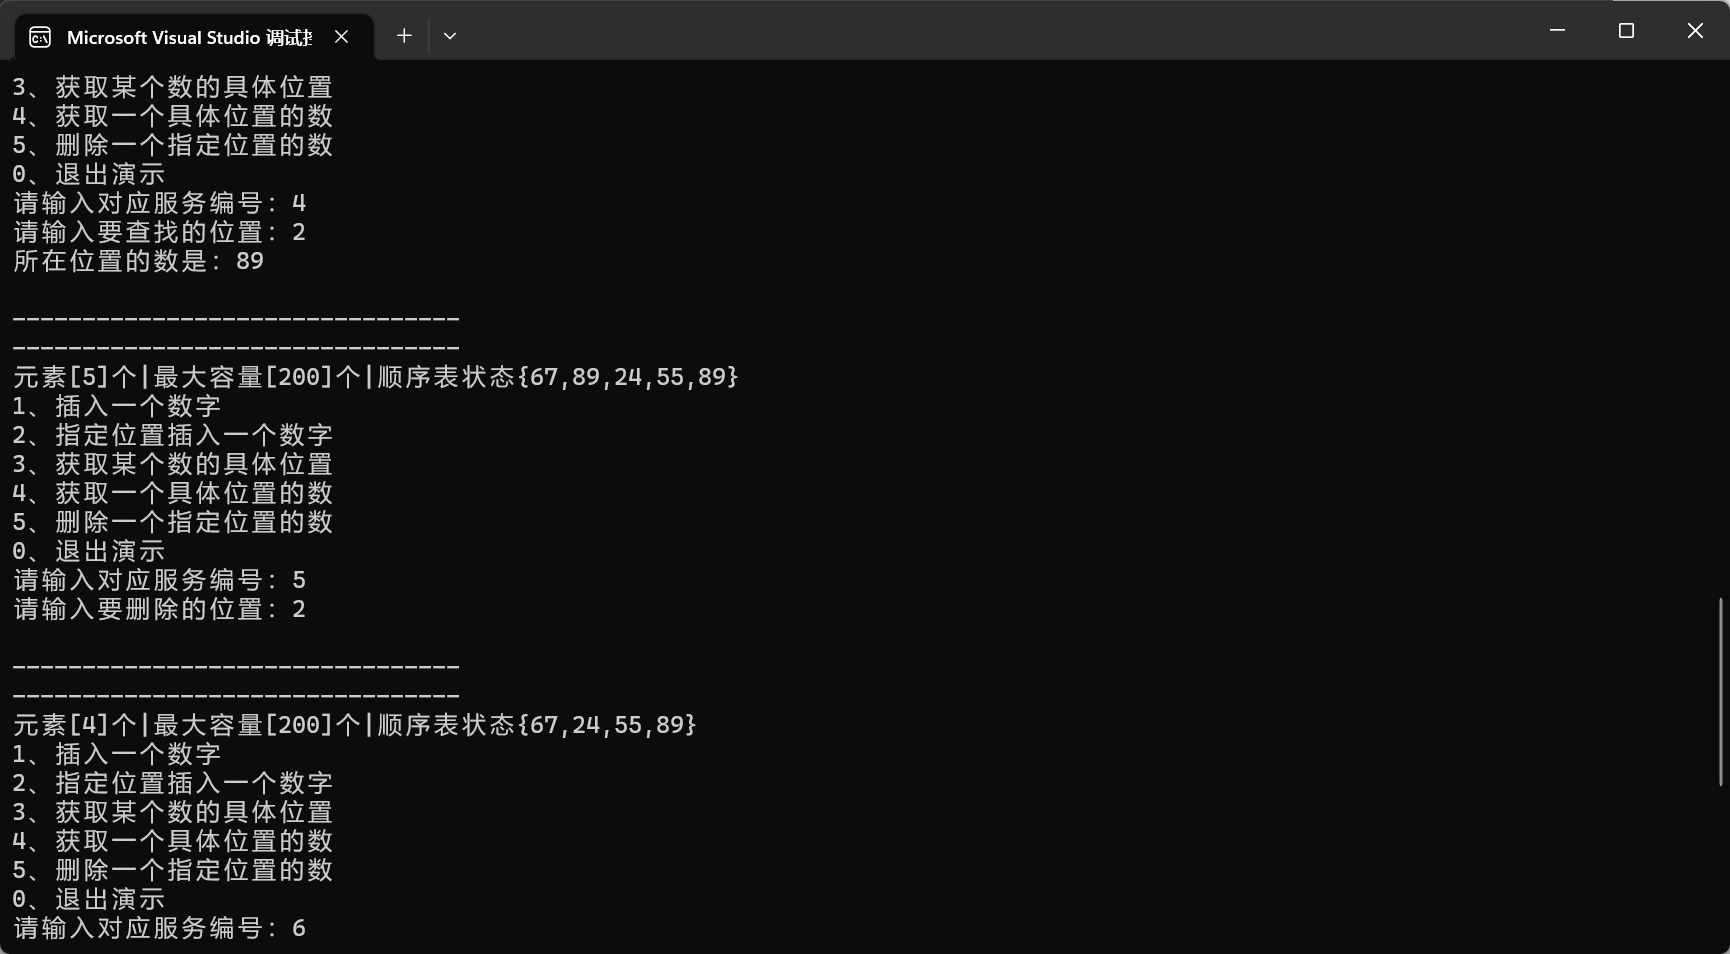 Microsoft Visual Studio 调试
3、获取某个数的具体位置
4、获取一个具体位置的数
5、删除一个指定位置的数
0、退出演示
请输入对应服务编号：4
请输入要查找的位置：2
所在位置的数是：89
--------------------------------
--------------------------------
元素[5]个|最大容量[200]个|顺序表状态{67,89,24,55,89}
1、插入一个数字
2、指定位置插入一个数字
3、获取某个数的具体位置
4、获取一个具体位置的数
5、删除一个指定位置的数
0、退出演示
请输入对应服务编号：5
请输入要删除的位置：2
--------------------------------
--------------------------------
元素[4]个|最大容量[200]个|顺序表状态{67,24,55,89}
1、插入一个数字
2、指定位置插入一个数字
3、获取某个数的具体位置
4、获取一个具体位置的数
5、删除一个指定位置的数
0、退出演示
请输入对应服务编号：6